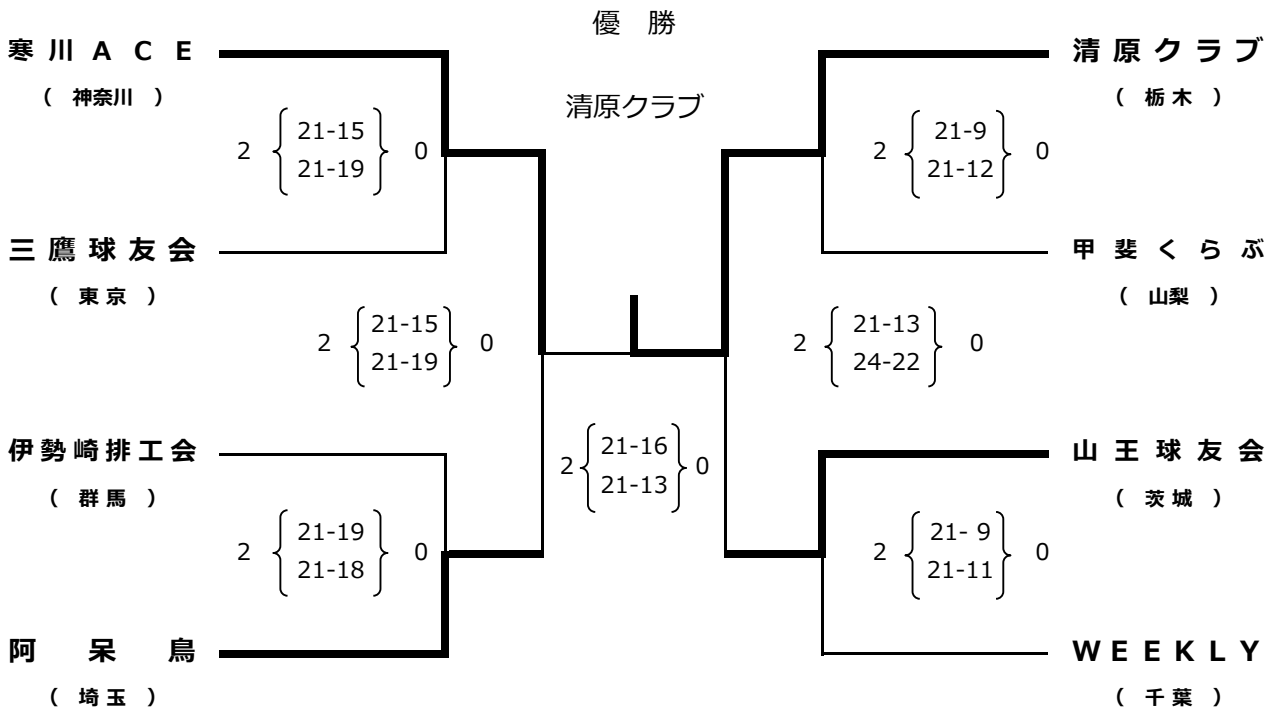 優 勝
清原クラブ
寒川ACE
( 神奈川 )
2 21-15 0
21-19
三鷹球友会
( 東京 )
2 21-15 0
21-19
伊勢崎排工会
( 群馬 )
2 21-19 0
21-18
阿呆鳥
( 埼玉 )
2 21-16 0
21-13
清原クラブ
( 栃木 )
2 21-9 0
21-12
甲斐くらぶ
( 山梨 )
2 21-13 0
24-22
山王球友会
( 茨城 )
2 21- 9 0
21-11
WEEKLY
( 千葉 )